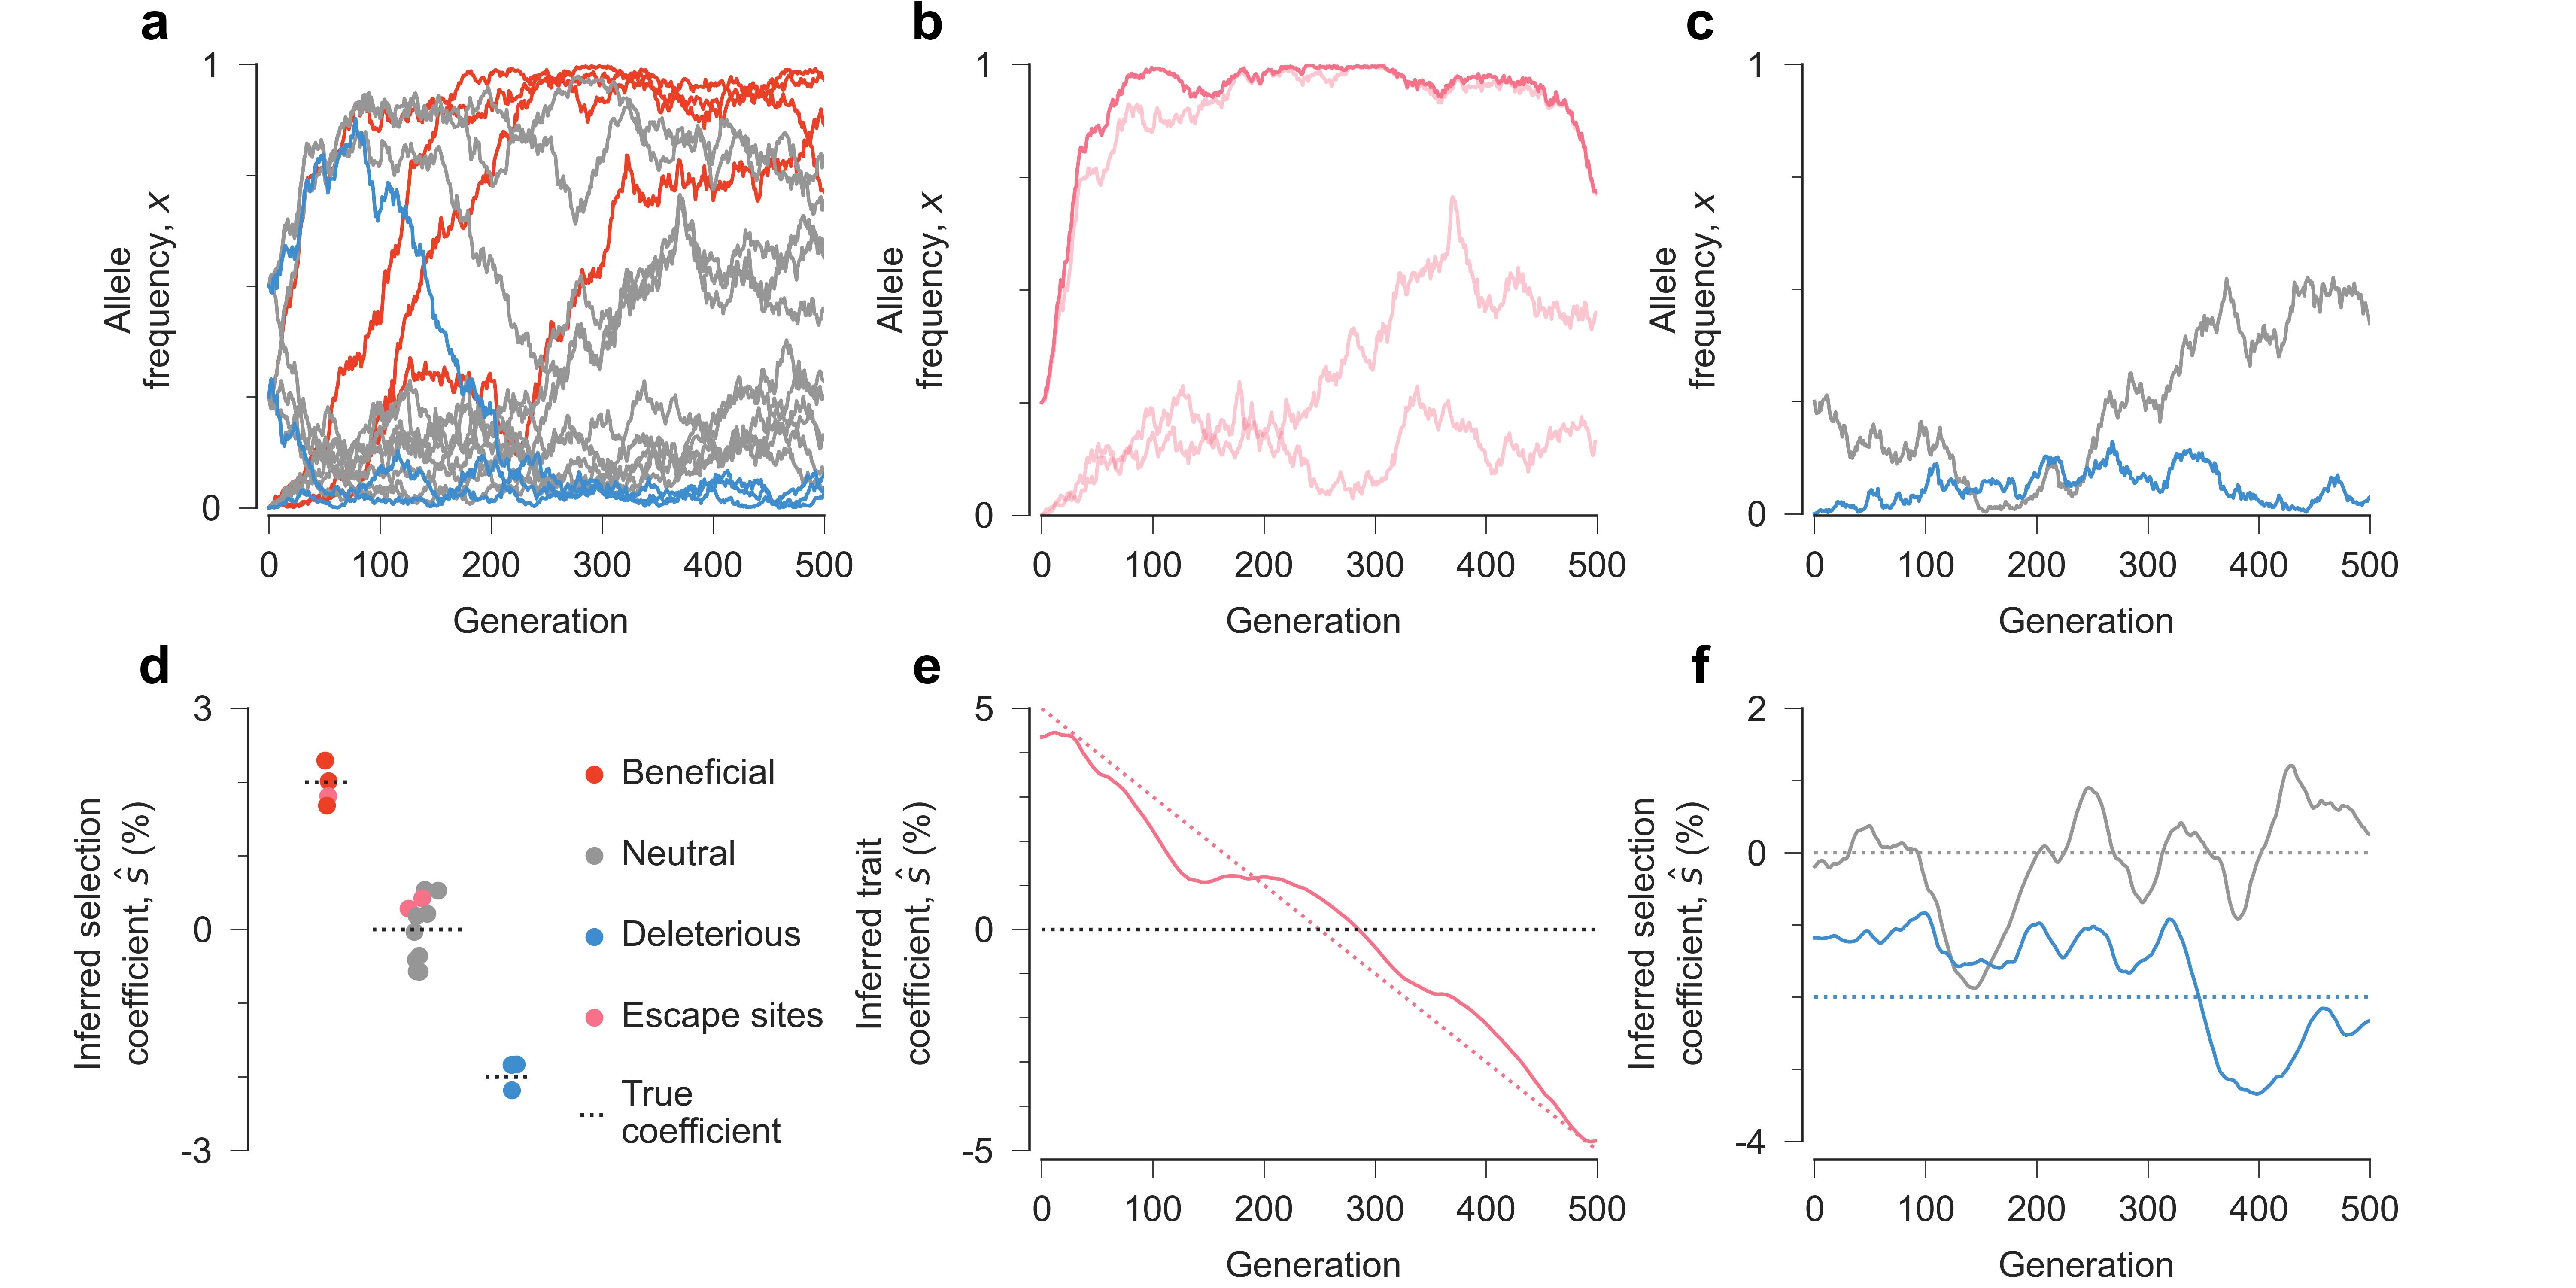 a
1
0
Allele
frequency, x
0 100 200 300 400 500
Generation
b
1
0
Allele
frequency, x
0 100 200 300 400 500
Generation
c
1
0
Allele
frequency, x
0 100 200 300 400 500
Generation
d
3
0
-3
Inferred selection
coefficient, ŝ (%)
Beneficial
Neutral
Deleterious
Escape sites
True
coefficient
e
5
0
-5
Inferred trait
coefficient, ŝ (%)
0 100 200 300 400 500
Generation
f
2
0
-4
Inferred selection
coefficient, ŝ (%)
0 100 200 300 400 500
Generation